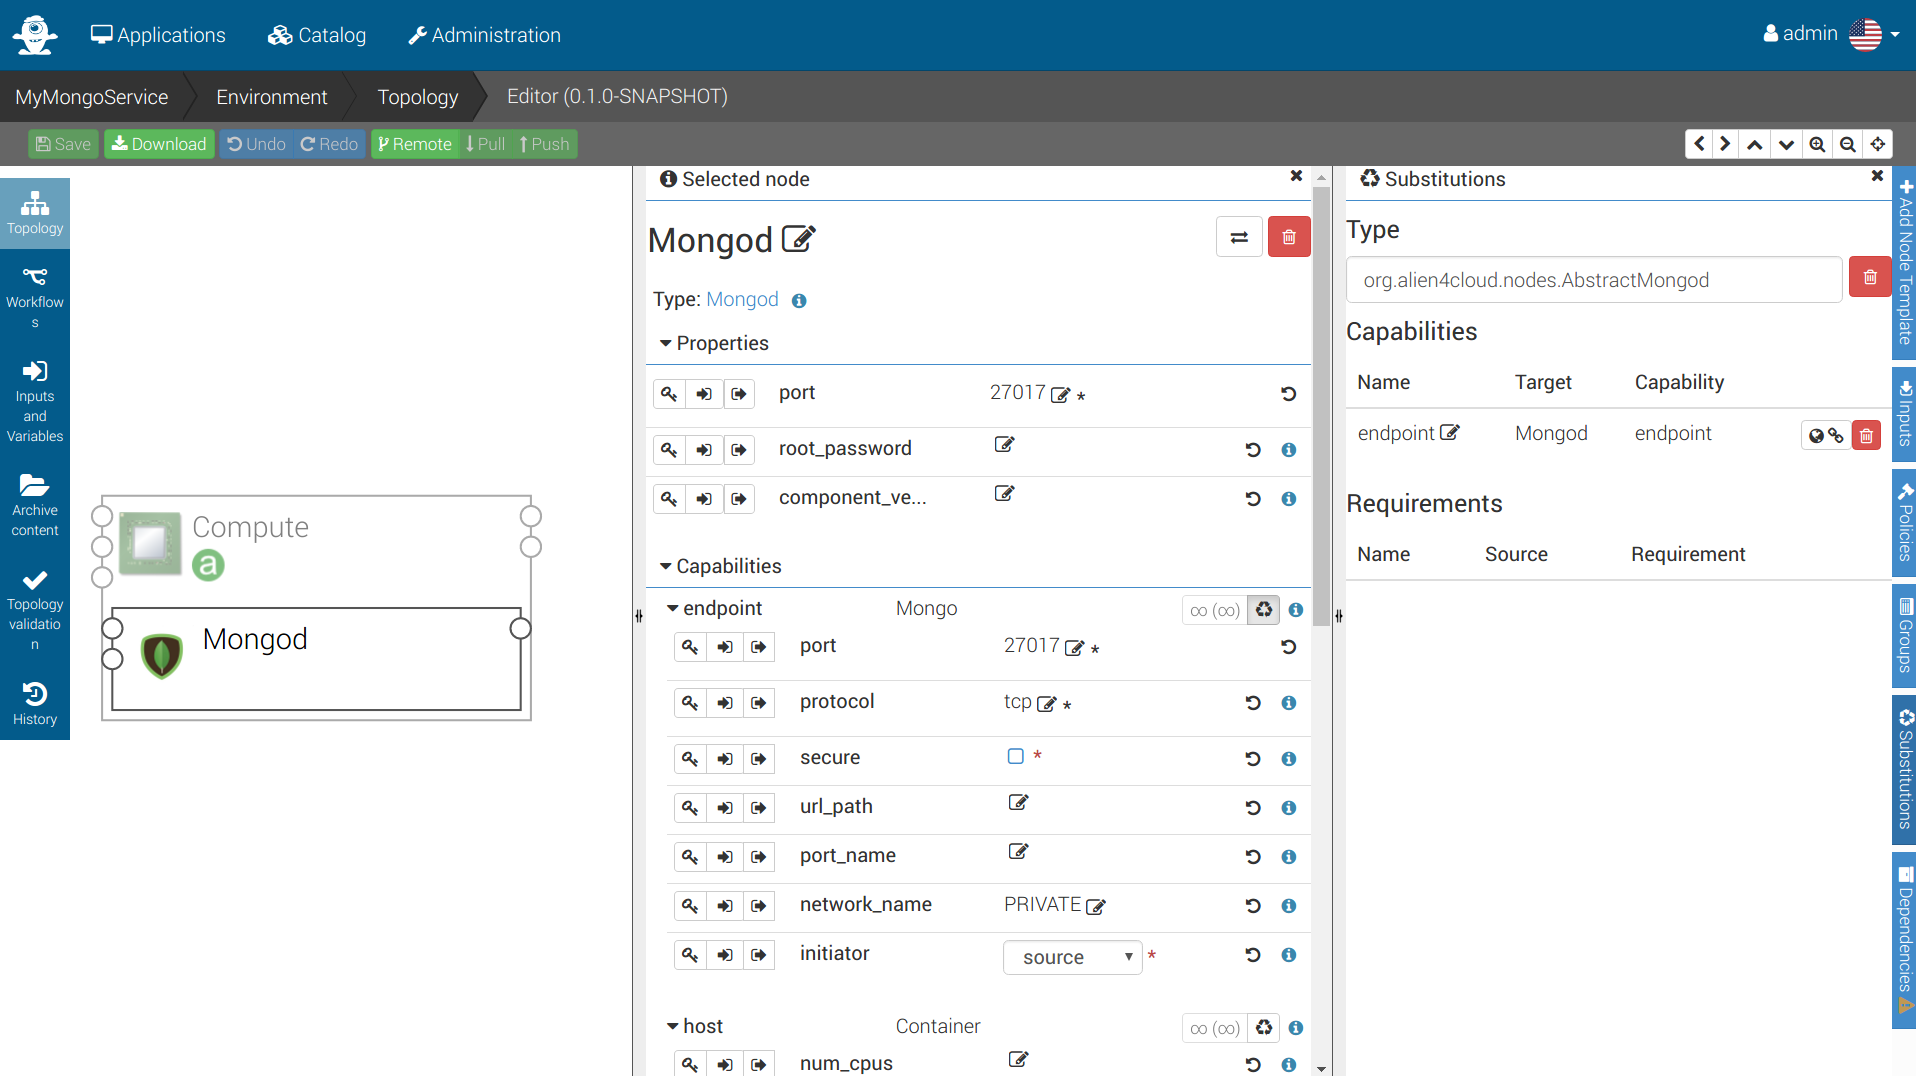 Applications Catalog Administration admin
MyMongoService Environment Topology Editor (0.1.0-SNAPSHOT)
Save Download Undo Redo Remote Pull Push
Topology
Workflow
s
Inputs
and
Variables
Archive
content
Topology
validatio
n
History
Compute
a
Mongod
Selected node
Mongod
Type: Mongod
Properties
port 27017 *
root_password
component_ve...
Capabilities
endpoint Mongo ∞ (∞)
port 27017 *
protocol tcp *
secure *
url_path
port_name
network_name PRIVATE
initiator source *
host Container ∞ (∞)
num_cpus
Substitutions
Type
org.alien4cloud.nodes.AbstractMongod
Capabilities
Name Target Capability
endpoint Mongod endpoint
Requirements
Name Source Requirement
Add Node Template
Inputs
Policies
Groups
Substitutions
Dependencies